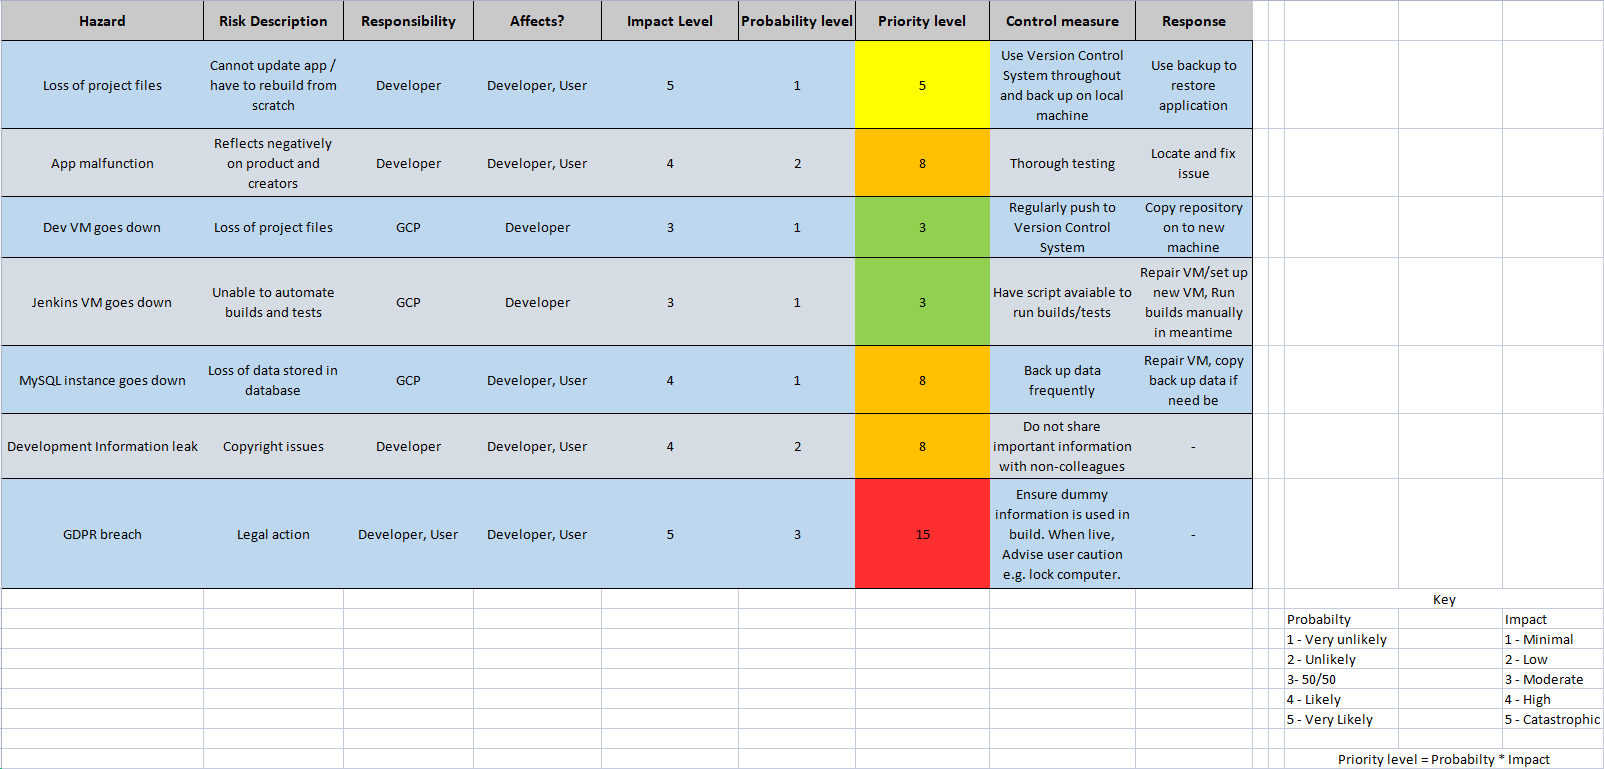 Hazard Risk Description Responsibility Affects? Impact Level Probability level Priority level Control measure Response
Loss of project files
Cannot update app /
have to rebuild from
scratch
Developer
Developer, User
5
1
5
Use Version Control
System throughout
and back up on local
machine
Use backup to
restore
application
App malfunction
Reflects negatively
on product and
creators
Developer
Developer, User
4
2
8
Thorough testing
Locate and fix
issue
Dev VM goes down
Loss of project files
GCP
Developer
3
1
3
Regularly push to
Version Control
System
Copy repository
on to new
machine
Jenkins VM goes down
Unable to automate
builds and tests
GCP
Developer
3
1
3
Have script avaiable to
run builds/tests
Repair VM/set up
new VM, Run
builds manually
in meantime
MySQL instance goes down
Loss of data stored in
database
GCP
Developer, User
4
1
8
Back up data
frequently
Repair VM, copy
back up data if
need be
Development Information leak
Copyright issues
Developer
Developer, User
4
2
8
Do not share
important information
with non-colleagues
-
GDPR breach
Legal action
Developer, User
Developer, User
5
3
15
Ensure dummy
information is used in
build. When live,
Advise user caution
e.g. lock computer.
-
Key
Probabilty Impact
1 - Very unlikely 1 - Minimal
2 - Unlikely 2 - Low
3- 50/50 3 - Moderate
4 - Likely 4 - High
5 - Very Likely 5 - Catastrophic
Priority level = Probabilty * Impact